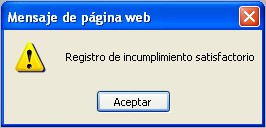 Mensaje de página web
Registro de incumplimiento satisfactorio
Aceptar